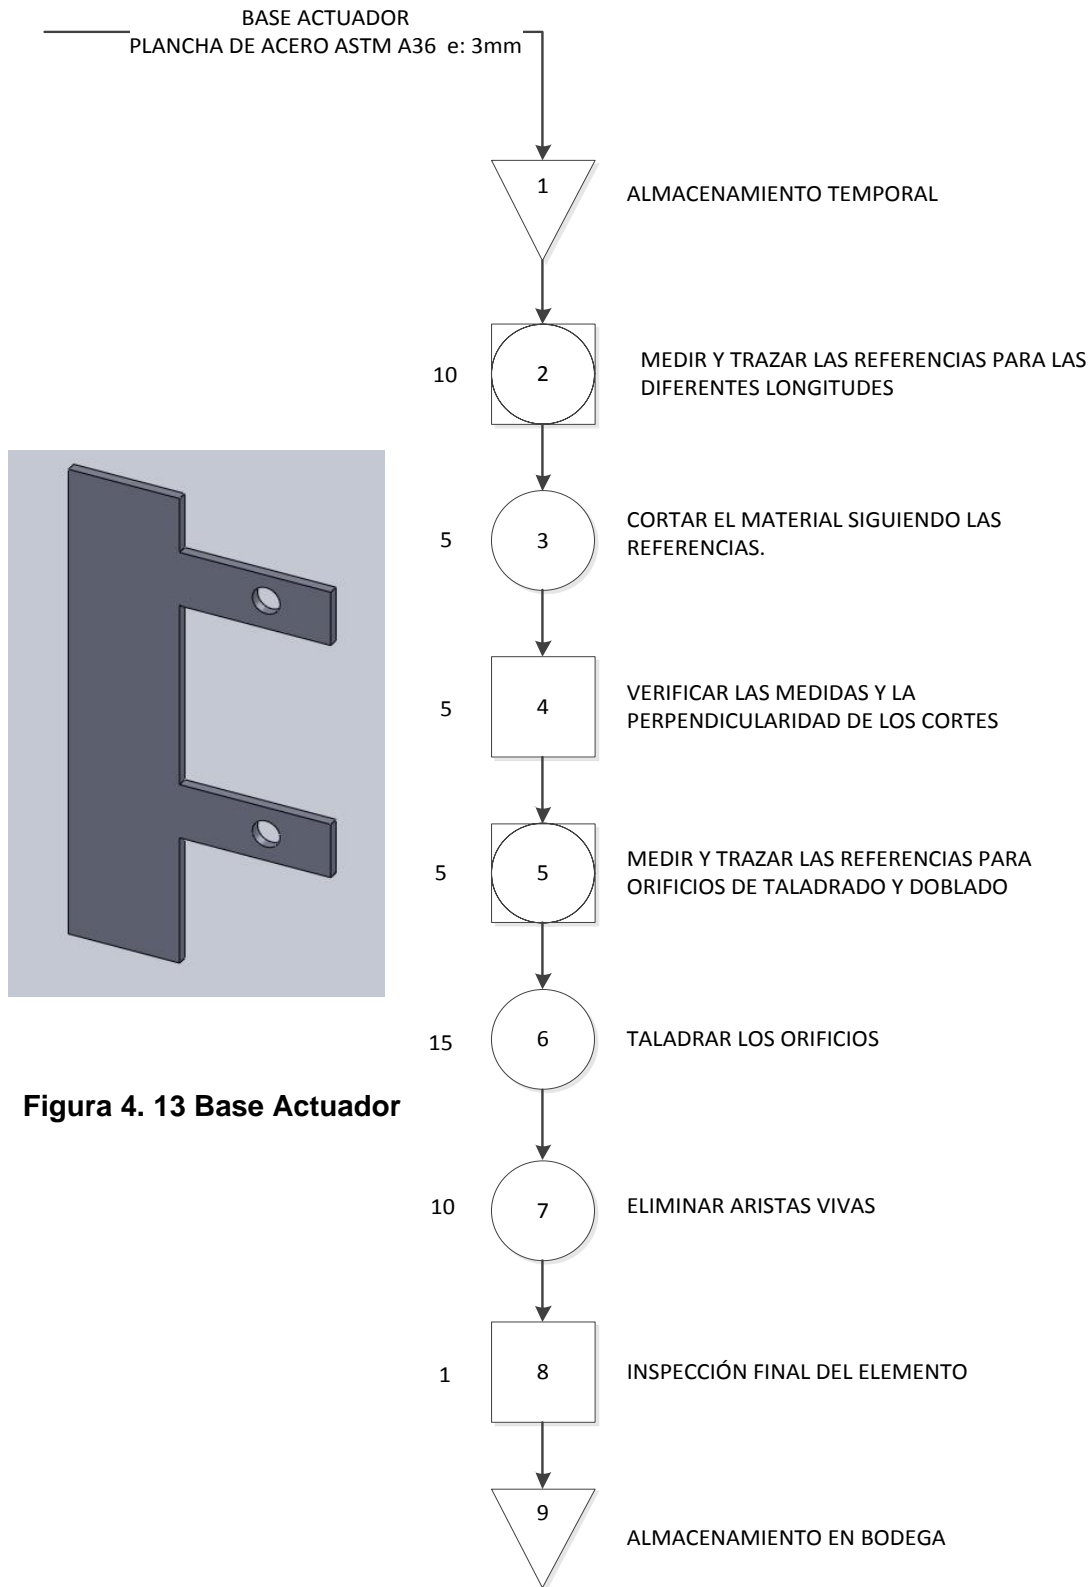 BASE ACTUADOR
PLANCHA DE ACERO ASTM A36 e: 3mm
1
ALMACENAMIENTO TEMPORAL
10
2
MEDIR Y TRAZAR LAS REFERENCIAS PARA LAS
DIFERENTES LONGITUDES
5
3
CORTAR EL MATERIAL SIGUIENDO LAS
REFERENCIAS.
5
4
VERIFICAR LAS MEDIDAS Y LA
PERPENDICULARIDAD DE LOS CORTES
5
5
MEDIR Y TRAZAR LAS REFERENCIAS PARA
ORIFICIOS DE TALADRADO Y DOBLADO
15
6
TALADRAR LOS ORIFICIOS
Figura 4. 13 Base Actuador
10
7
ELIMINAR ARISTAS VIVAS
1
8
INSPECCIÓN FINAL DEL ELEMENTO
9
ALMACENAMIENTO EN BODEGA